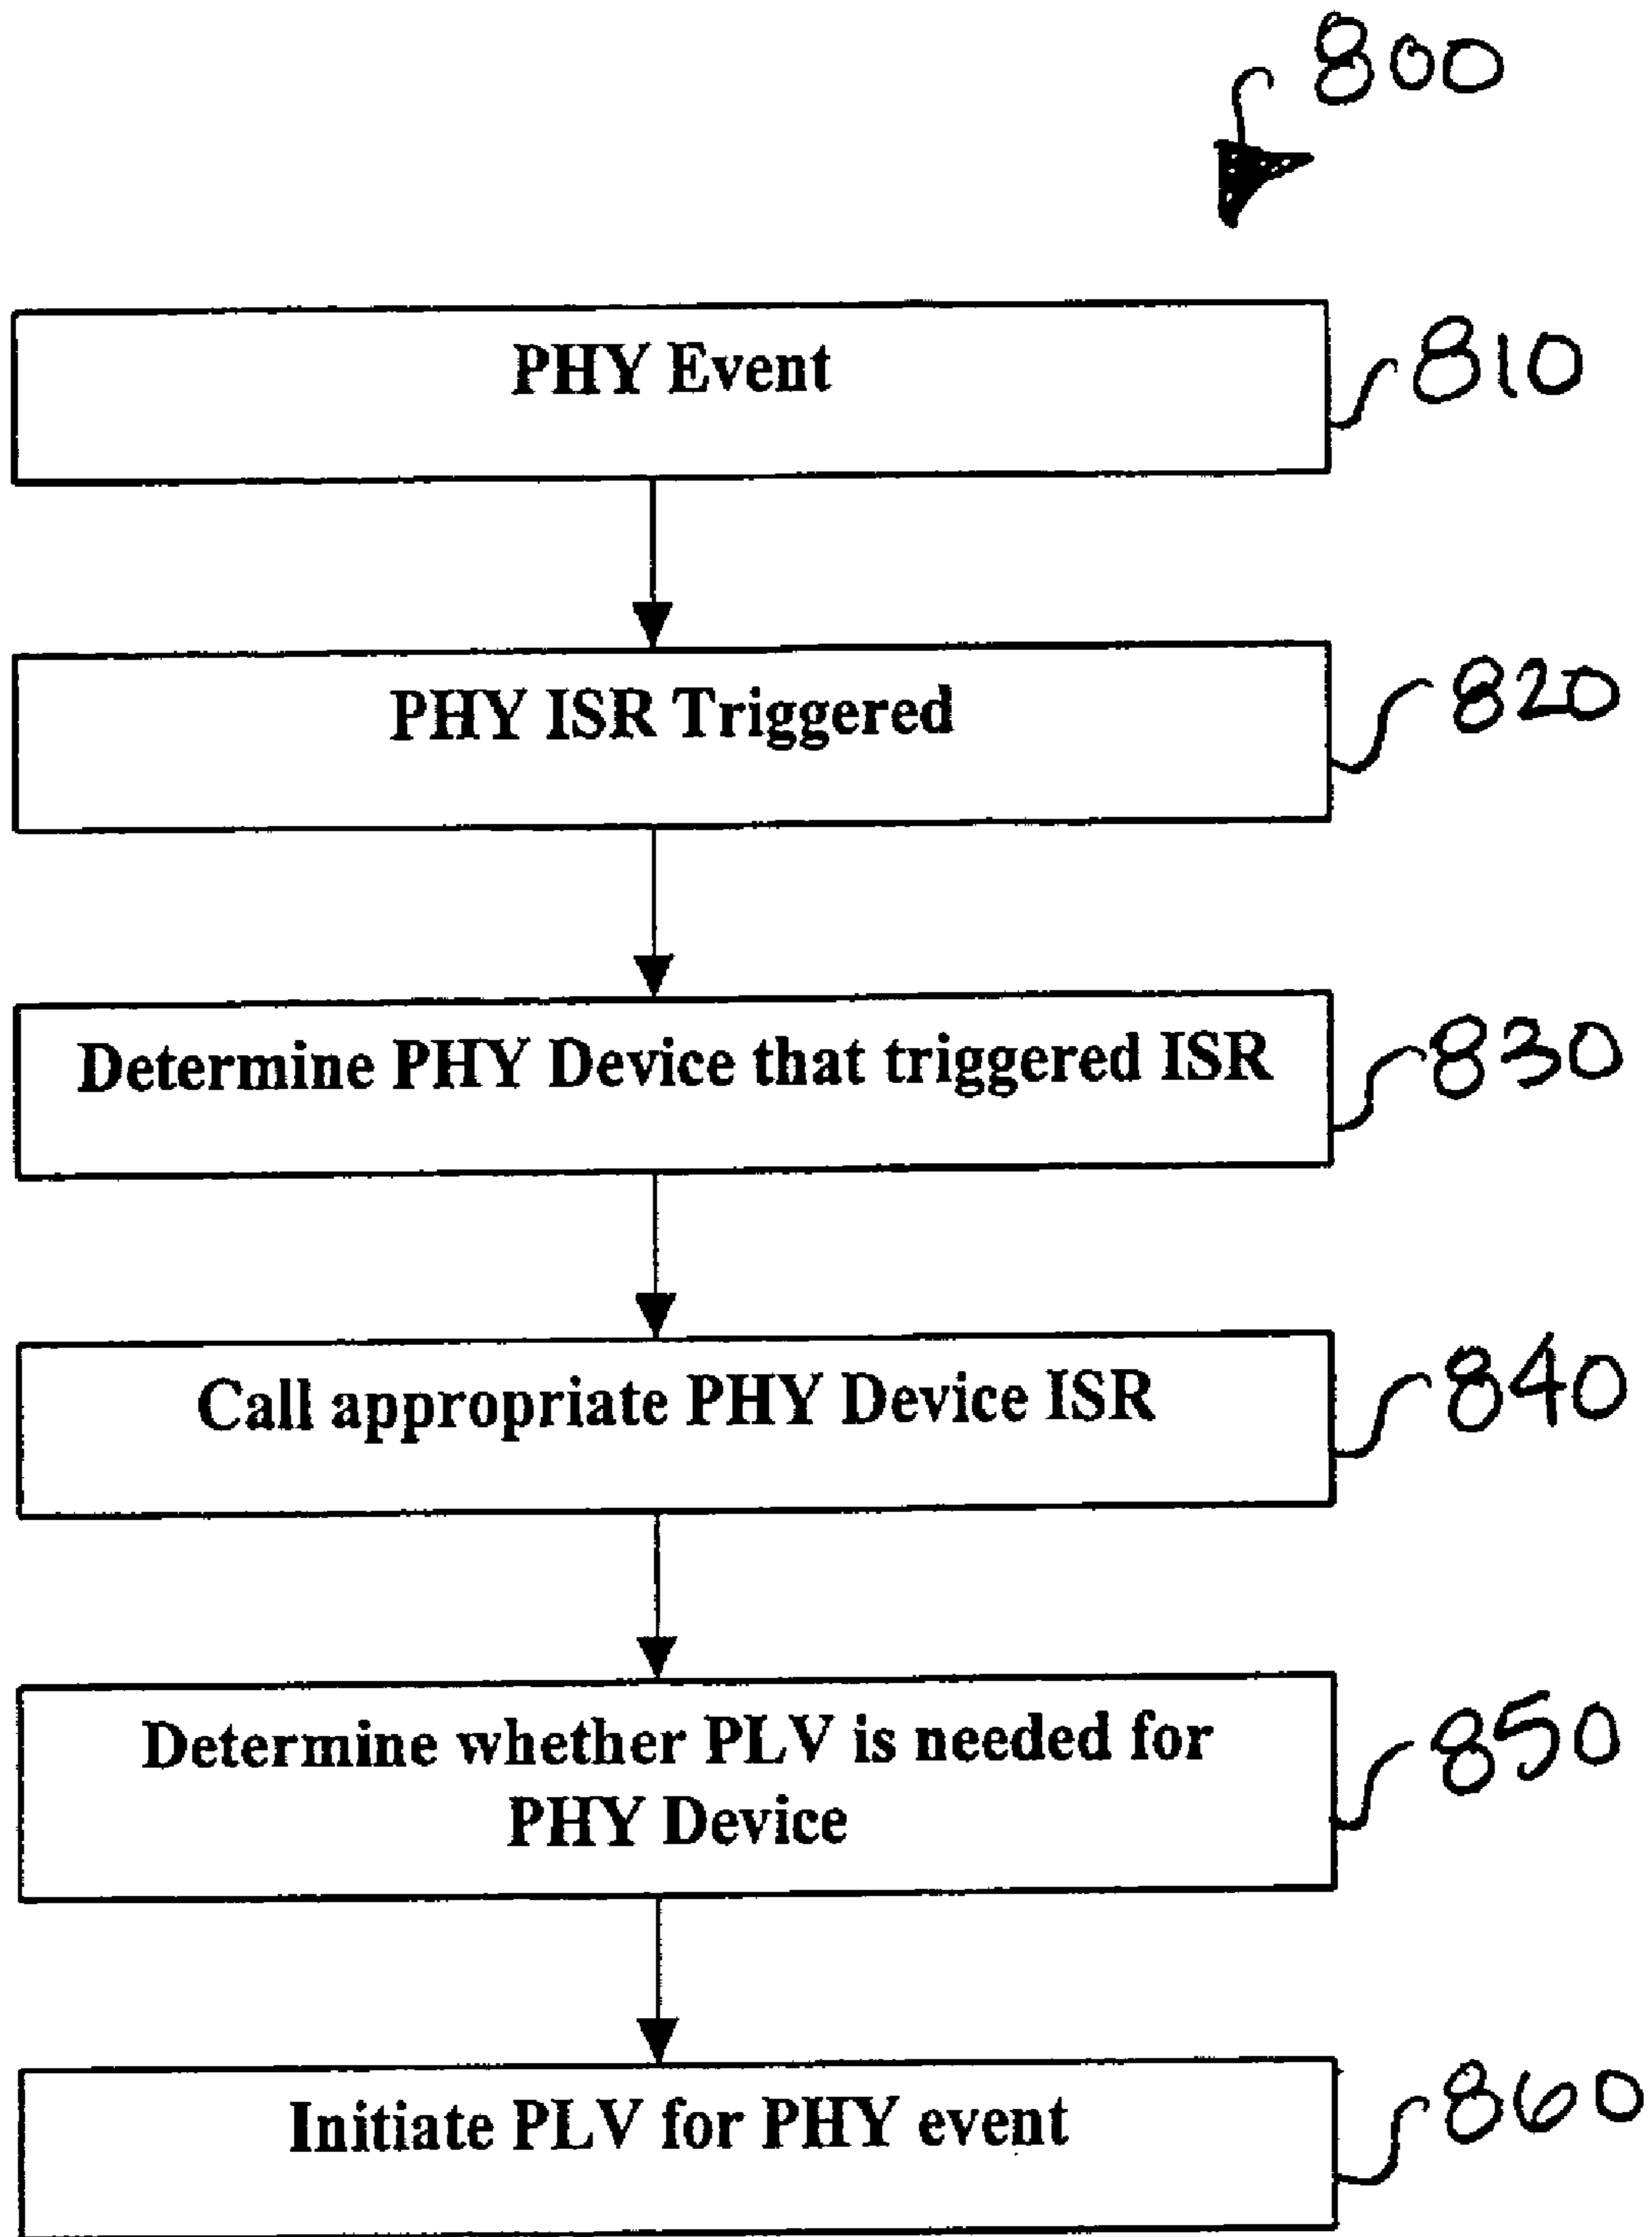 800
PHY Event
810
PHY ISR Triggered
820
Determine PHY Device that triggered ISR
830
Call appropriate PHY Device ISR
840
Determine whether PLV is needed for
PHY Device
850
Initiate PLV for PHY event
860